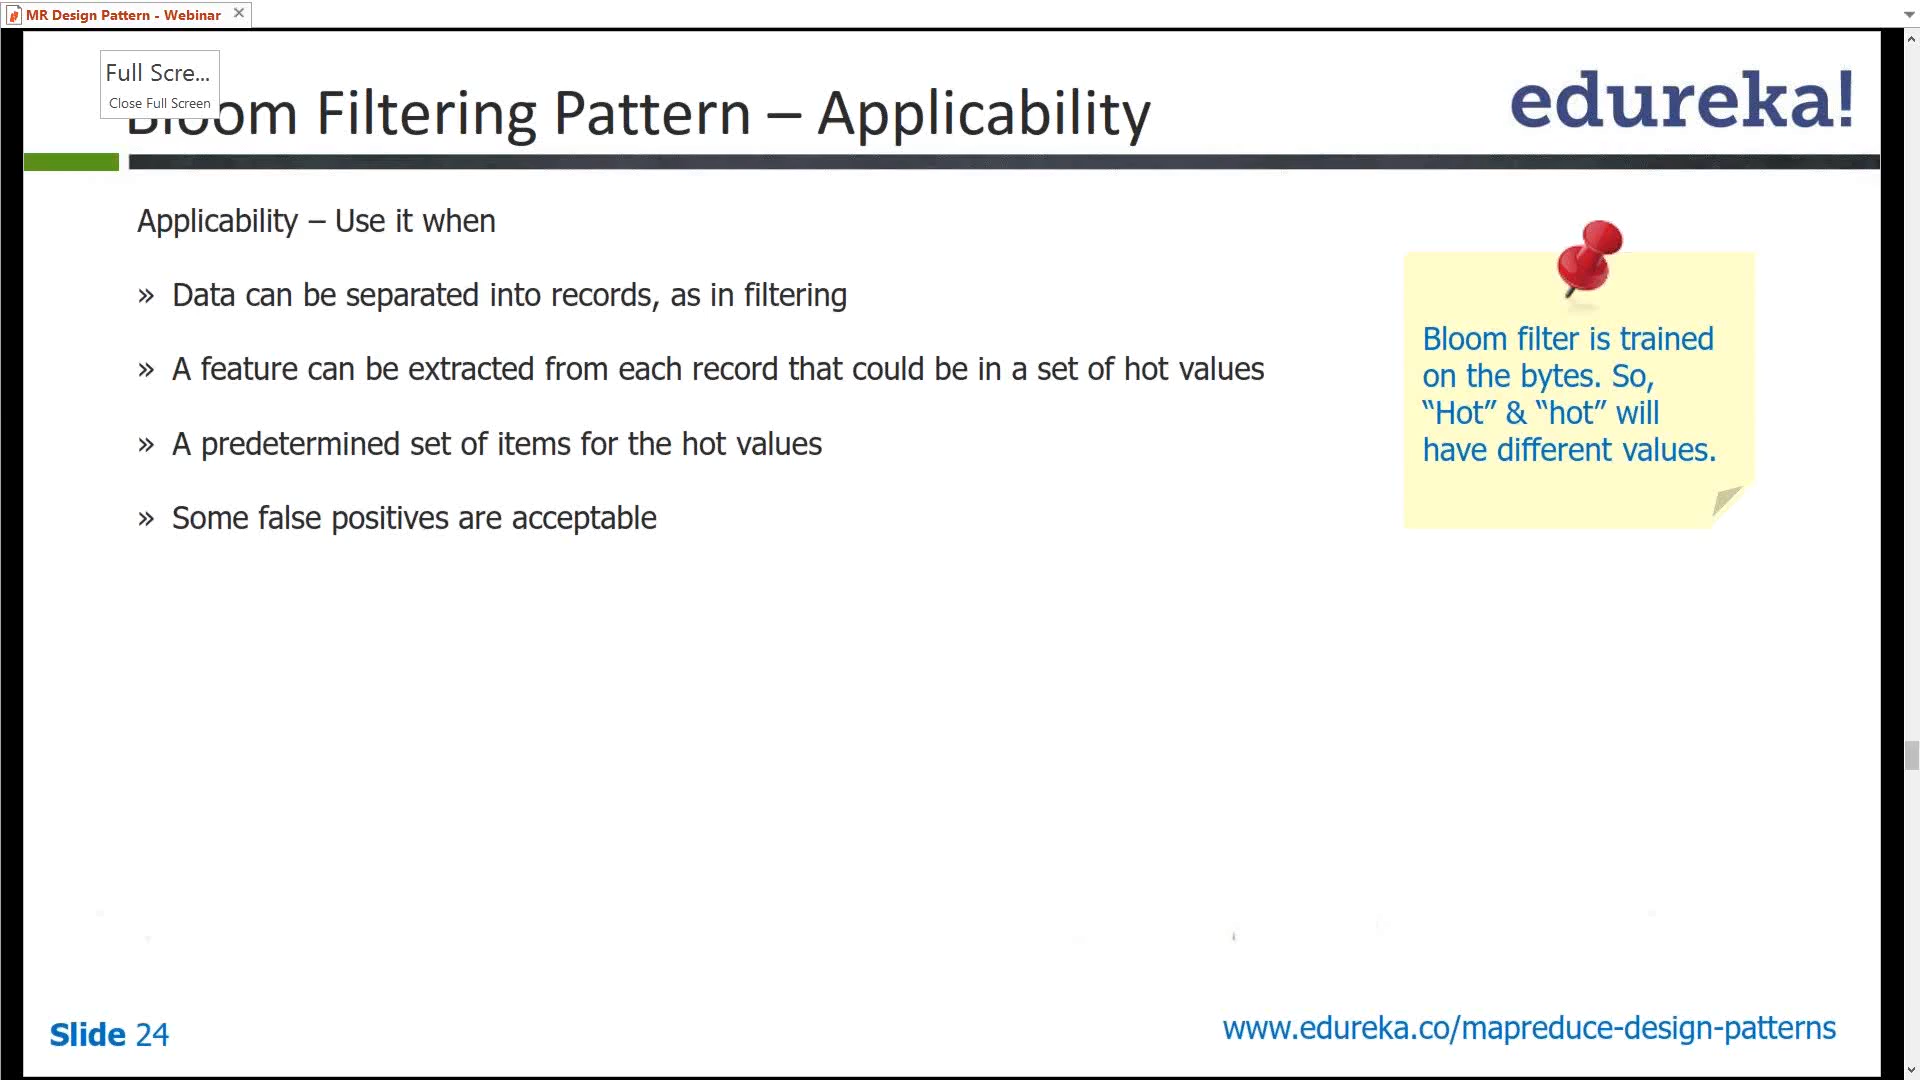 MR Design Pattern - Webinar
Full Scre...
Close Full Screen
Filtering Pattern – Applicability
edureka!
Applicability – Use it when
» Data can be separated into records, as in filtering
» A feature can be extracted from each record that could be in a set of hot values
» A predetermined set of items for the hot values
» Some false positives are acceptable
Bloom filter is trained
on the bytes. So,
“Hot” & “hot” will
have different values.
Slide 24
www.edureka.co/mapreduce-design-patterns